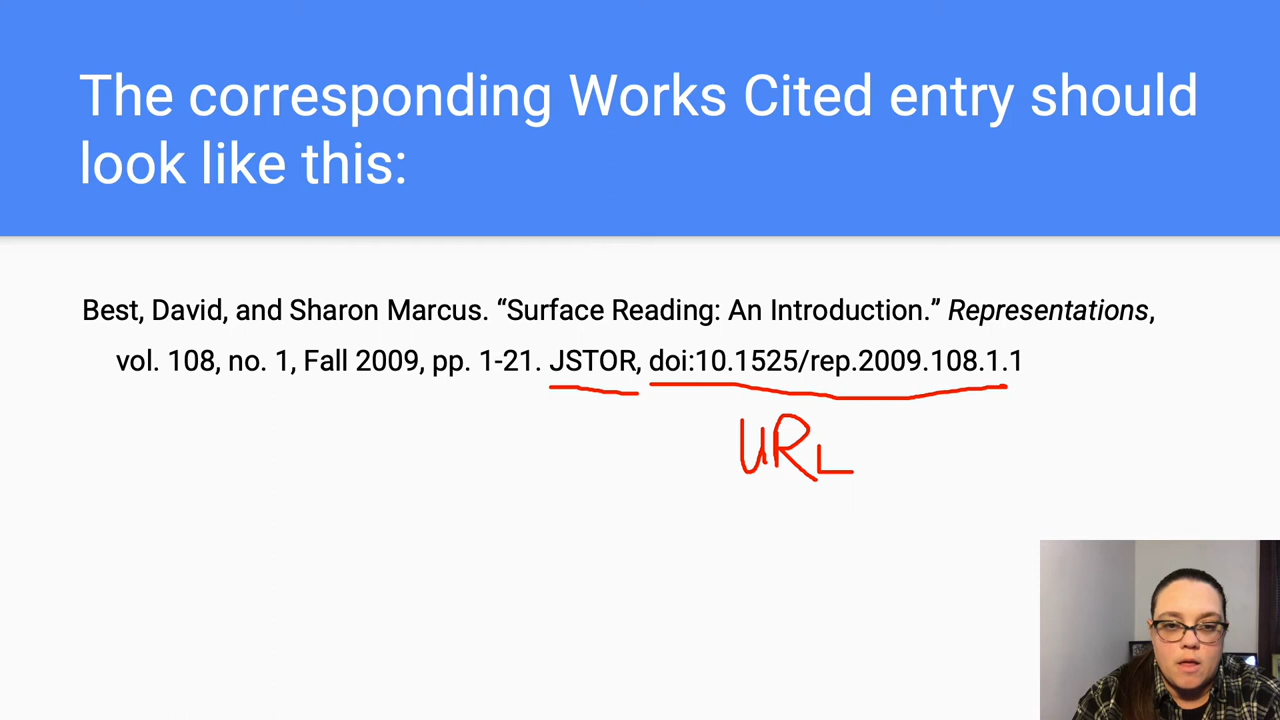 The corresponding Works Cited entry should
look like this:
Best, David, and Sharon Marcus. “Surface Reading: An Introduction.” Representations,
vol. 108, no. 1, Fall 2009, pp. 1-21. JSTOR, doi:10.1525/rep.2009.108.1.1
URL